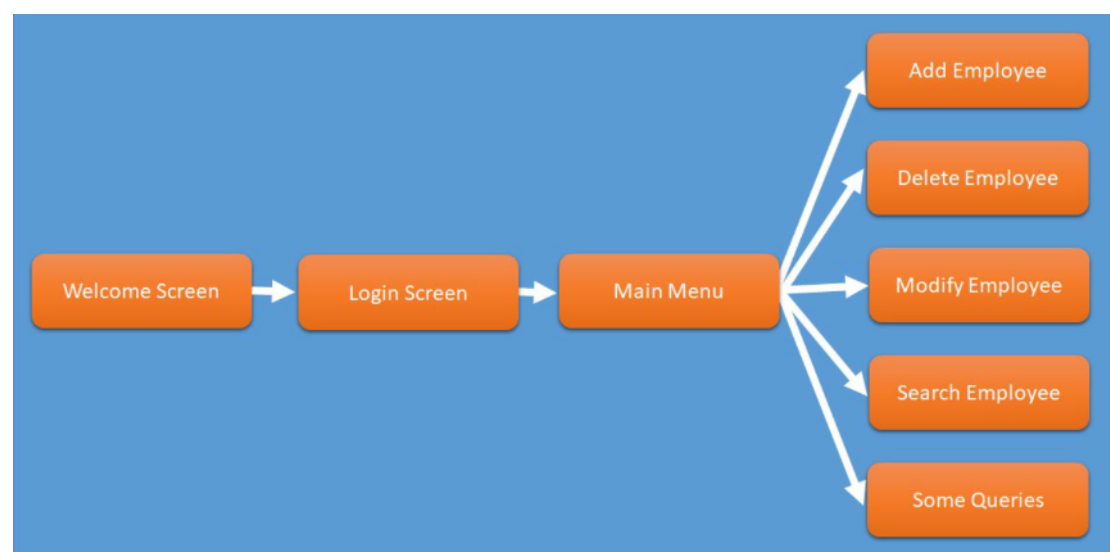 Welcome Screen
Login Screen
Main Menu
Add Employee
Delete Employee
Modify Employee
Search Employee
Some Queries